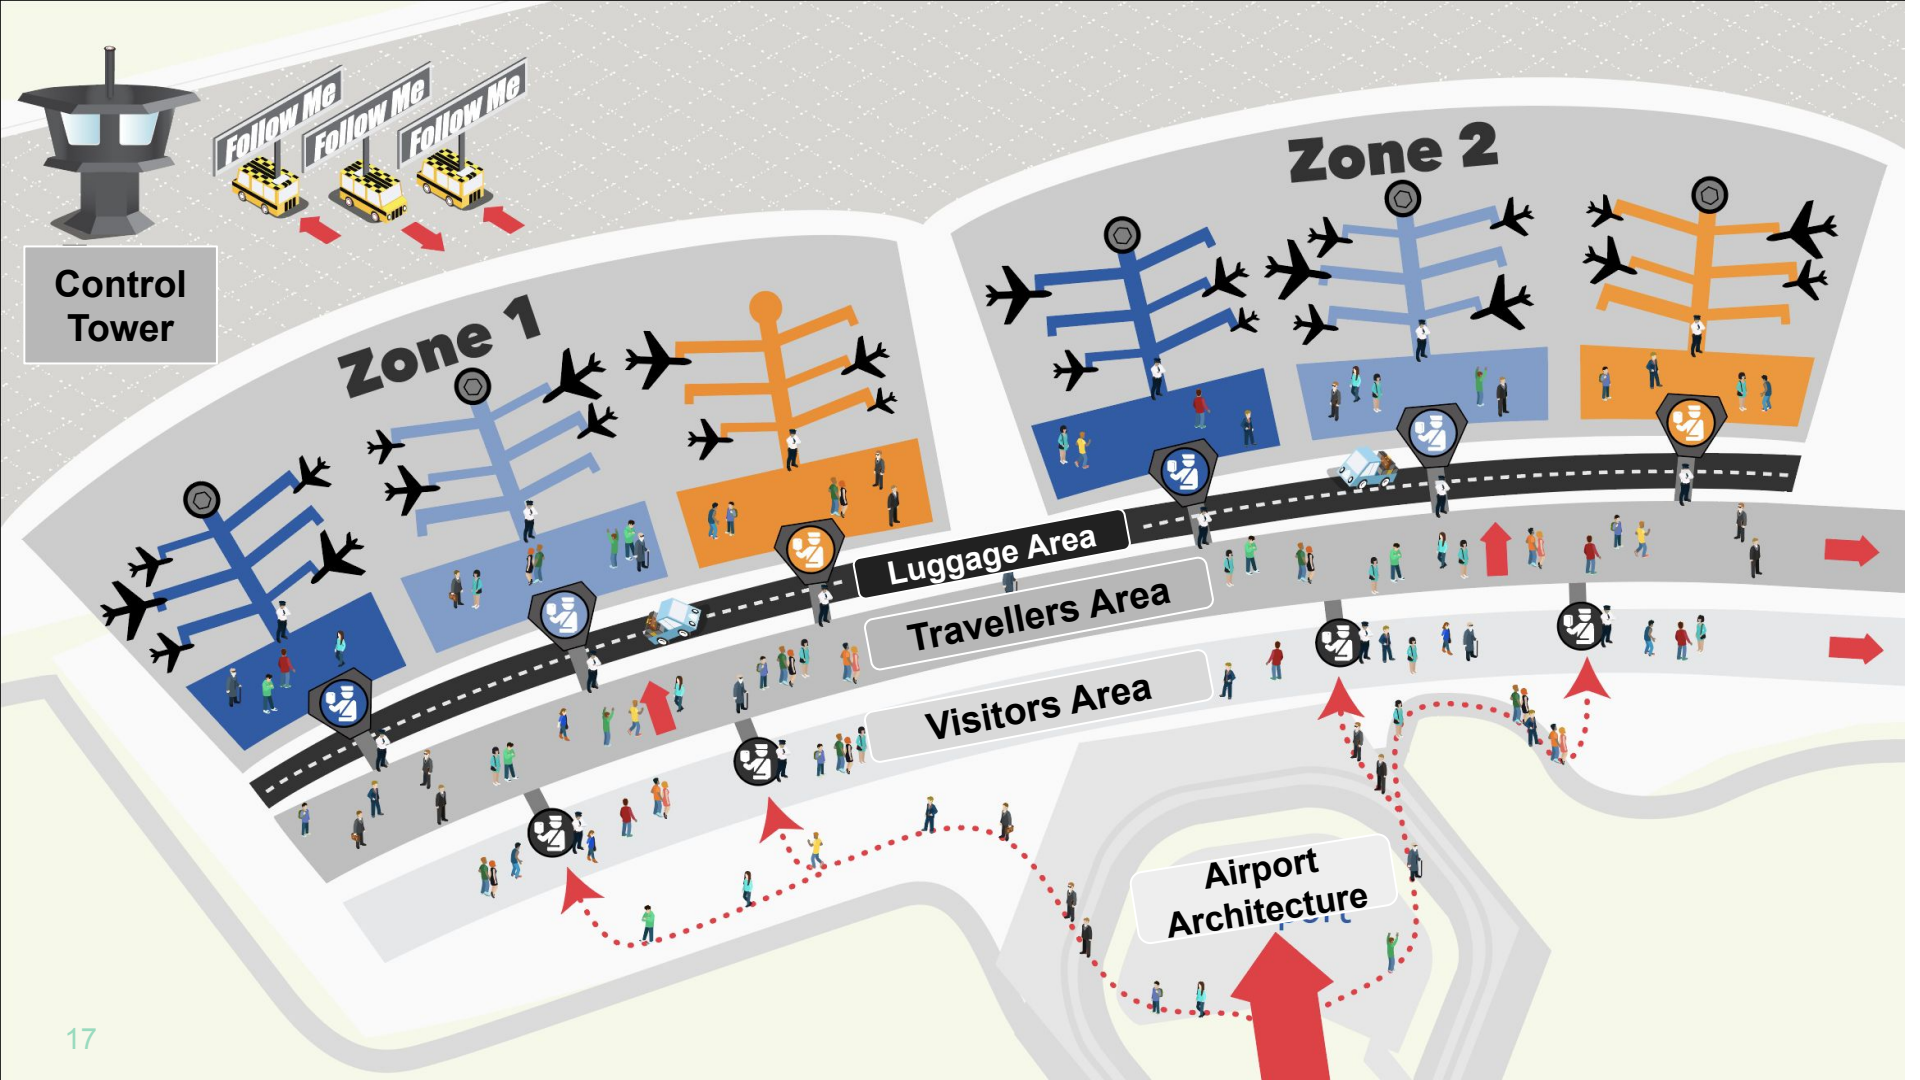 Follow Me
Follow Me
Follow Me
Control
Tower
Zone 1
Zone 2
Luggage Area
Travellers Area
Visitors Area
Airport
Architecture
17